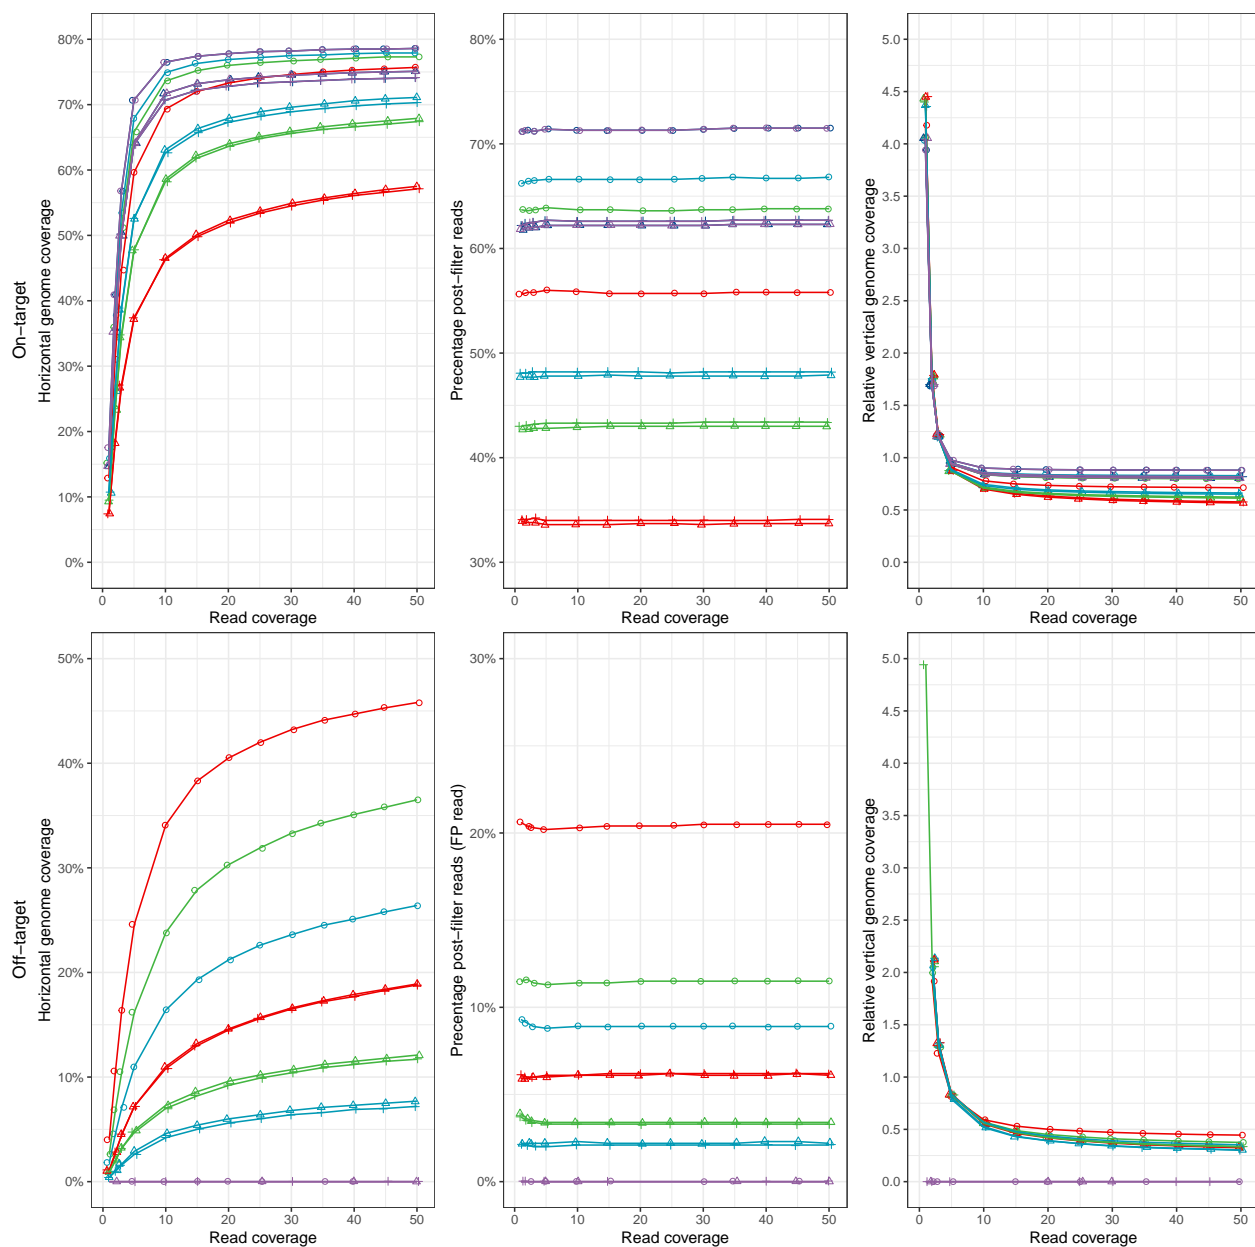 On-target
Horizontal genome coverage
80%
70%
60%
50%
40%
30%
20%
10%
0%
0 10 20 30 40 50
Read coverage
Precentage post-filter reads
80%
70%
60%
50%
40%
30%
0 10 20 30 40 50
Read coverage
Relative vertical genome coverage
5.0
4.5
4.0
3.5
3.0
2.5
2.0
1.5
1.0
0.5
0.0
0 10 20 30 40 50
Read coverage
Off-target
Horizontal genome coverage
50%
40%
30%
20%
10%
0%
0 10 20 30 40 50
Read coverage
Precentage post-filter reads (FP read)
30%
20%
10%
0%
0 10 20 30 40 50
Read coverage
Relative vertical genome coverage
5.0
4.5
4.0
3.5
3.0
2.5
2.0
1.5
1.0
0.5
0.0
0 10 20 30 40 50
Read coverage